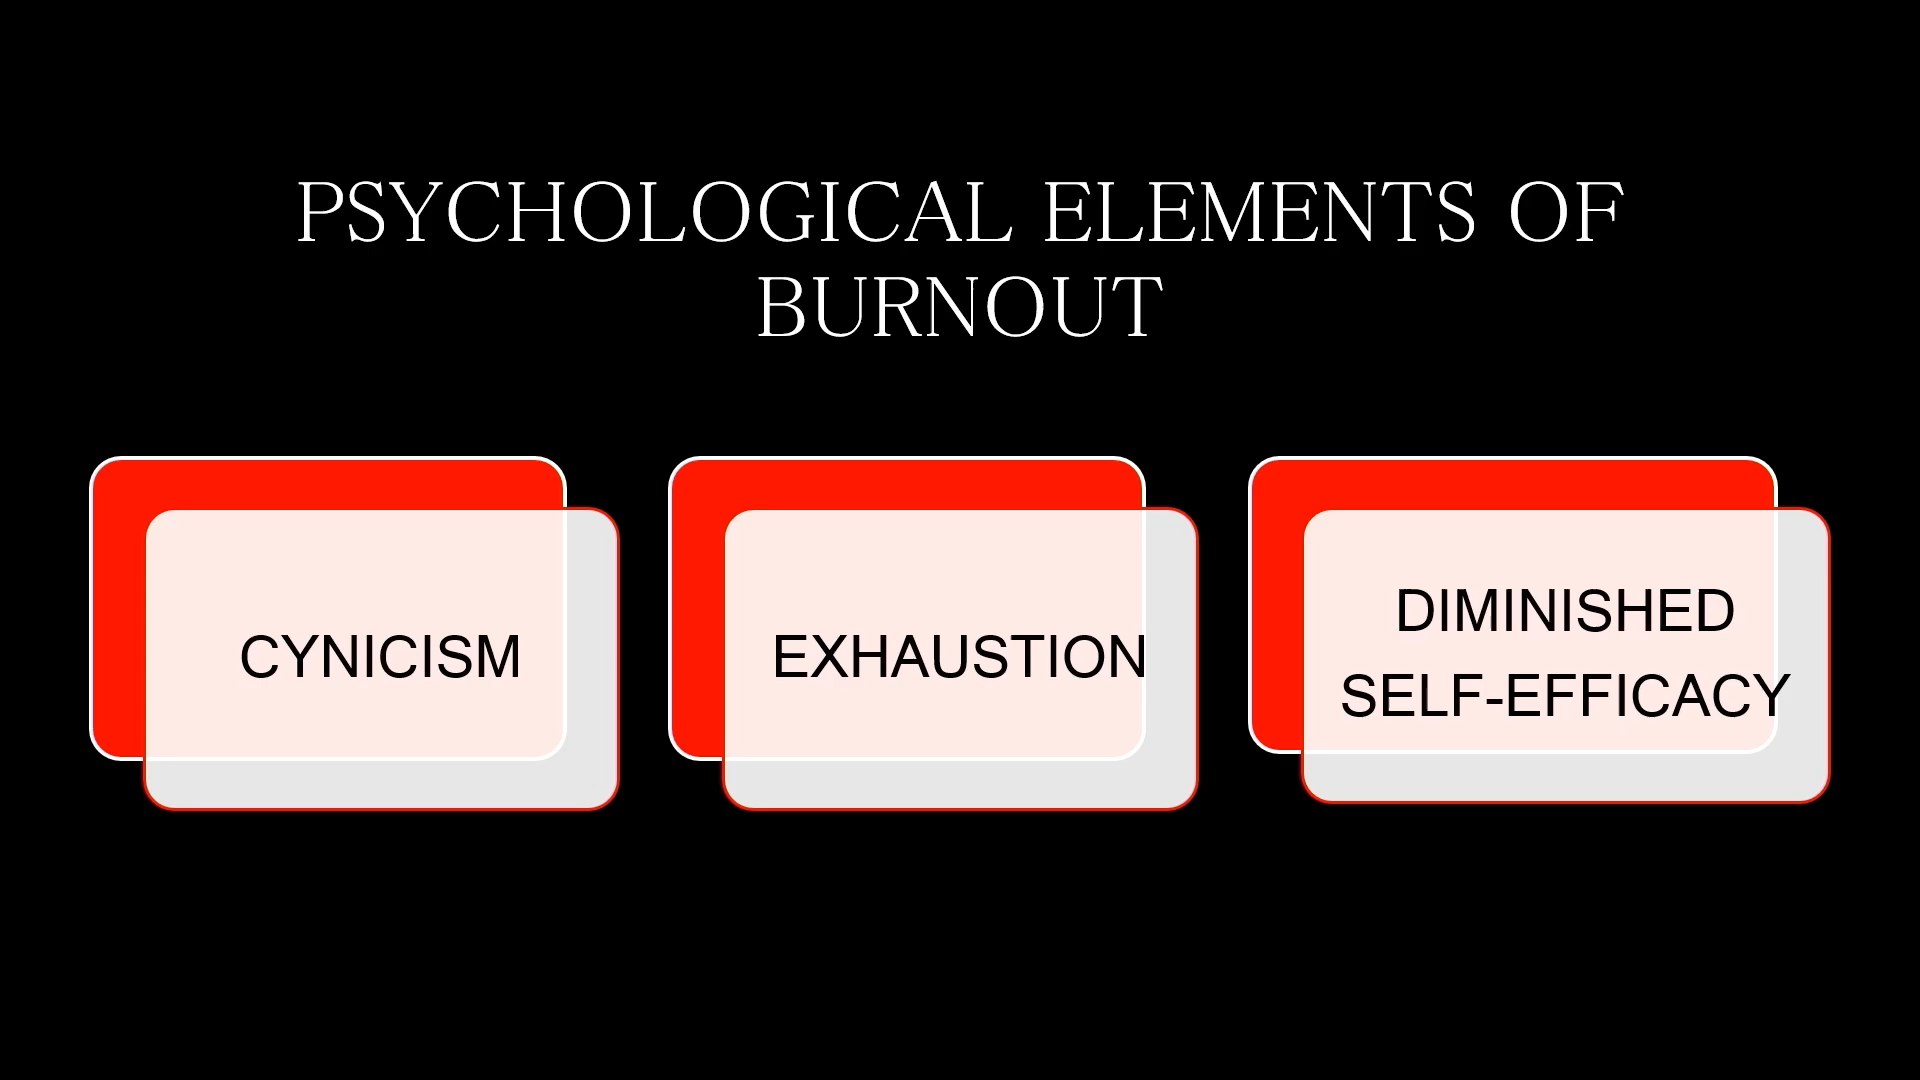 PSYCHOLOGICAL ELEMENTS OF
BURNOUT
CYNICISM
EXHAUSTION
DIMINISHED
SELF-EFFICACY